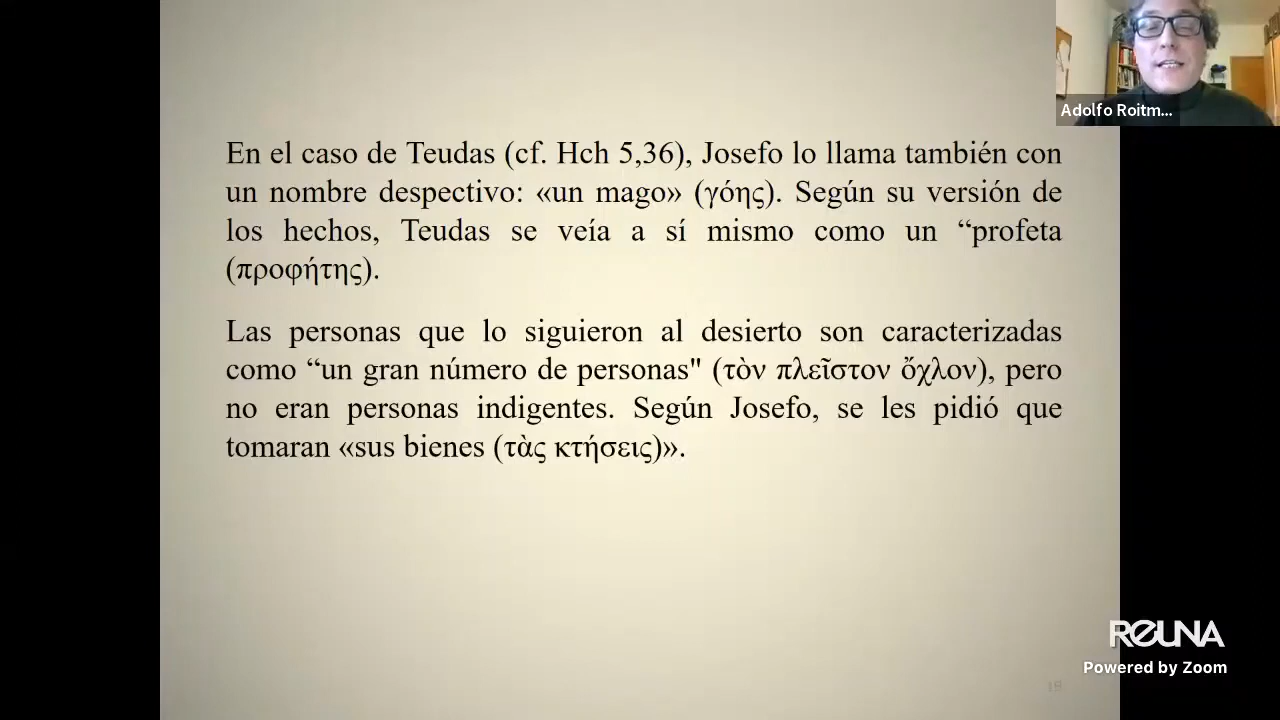 Adolfo Roitm...
En el caso de Teudas (cf. Hch 5,36), Josefo lo llama también con
un nombre despectivo: «un mago» (γόης). Según su versión de
los hechos, Teudas se veía a sí mismo como un “profeta
(προφήτης).
Las personas que lo siguieron al desierto son caracterizadas
como “un gran número de personas" (τὸν πλεῖστον ὄχλον), pero
no eran personas indigentes. Según Josefo, se les pidió que
tomaran «sus bienes (τὰς κτήσεις)».
REUNA
Powered by Zoom